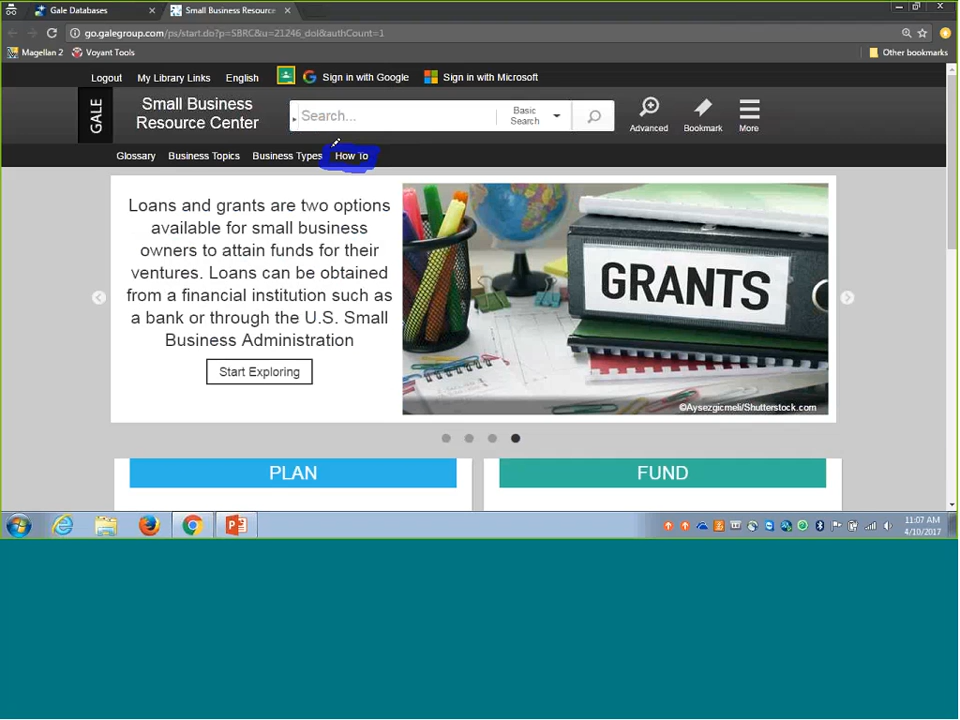 Gale Databases
Small Business Resource
go.galegroup.com/ps/start.do?p=SBRC&u=21246_dol&authCount=1
Magellan 2
Voyant Tools
Other bookmarks
Logout
My Library Links
English
Sign in with Google
Sign in with Microsoft
GALE
Small Business
Resource Center
Search...
Basic
Search
Advanced
Bookmark
More
Glossary
Business Topics
Business Types
How To
Loans and grants are two options
available for small business
owners to attain funds for their
ventures. Loans can be obtained
from a financial institution such as
a bank or through the U.S. Small
Business Administration
Start Exploring
GRANTS
©Aysezgicmeli/Shutterstock.com
PLAN
FUND
11:07 AM
4/10/2017